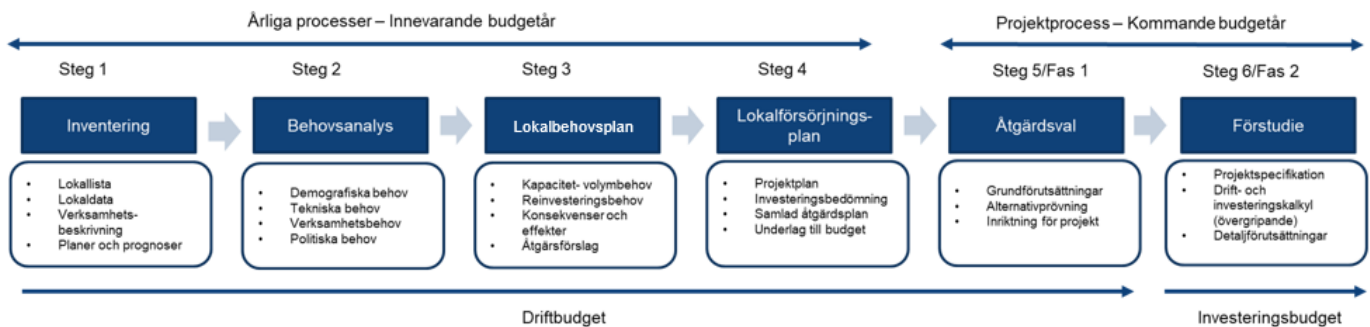 Årliga processer – Innevarande budgetår
Projektprocess – Kommande budgetår
Steg 1
Steg 2
Steg 3
Steg 4
Steg 5/Fas 1
Steg 6/Fas 2
Inventering
Behovsanalys
Lokalbehovsplan
Lokalförsörjnings-
plan
Åtgärdsval
Förstudie
• Lokallista
• Lokaldata
• Verksamhets-
beskrivning
• Planer och prognoser
• Demografiska behov
• Tekniska behov
• Verksamhetsbehov
• Politiska behov
• Kapacitet- volymbehov
• Reinvesteringsbehov
• Konsekvenser och
effekter
• Åtgärsförslag
• Projektplan
• Investeringsbedömning
• Samlad åtgärdsplan
• Underlag till budget
• Grundförutsättningar
• Alternativprövning
• Inriktning för projekt
• Projektspecifikation
• Drift- och
investeringskalkyl
(övergripande)
• Detaljförutsättningar
Driftbudget
Investeringsbudget